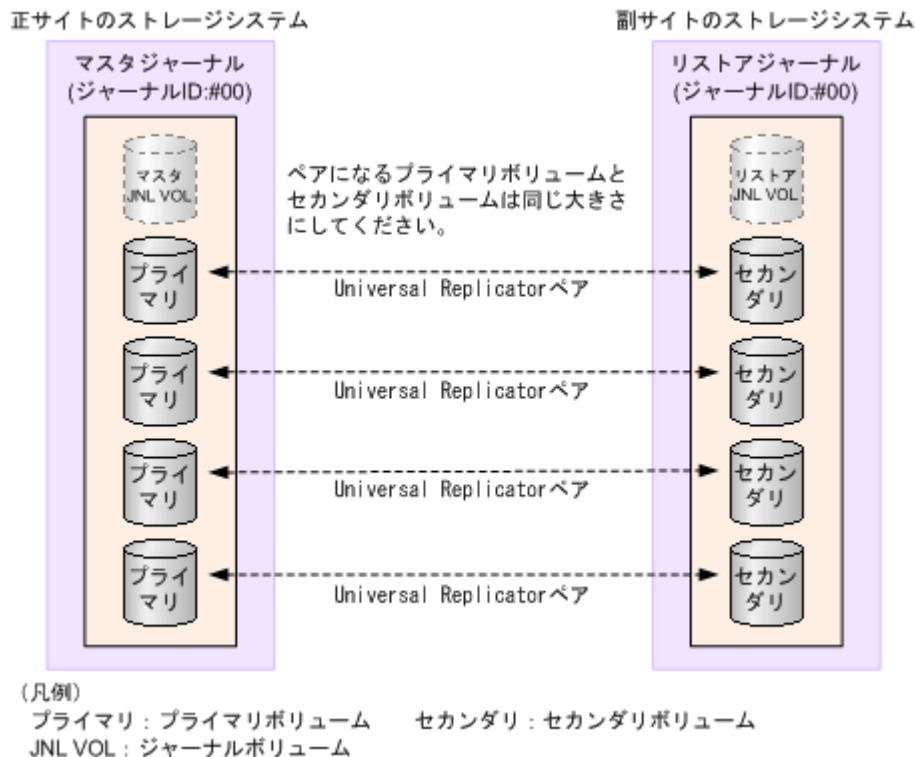 正サイトのストレージシステム
副サイトのストレージシステム
マスタジャーナル
(ジャーナルID:#00)
リストアジャーナル
(ジャーナルID:#00)
マスタ
JNL VOL
ペアになるプライマリボリュームと
セカンダリボリュームは同じ大きさ
にしてください。
リストア
JNL VOL
プライ
マリ
Universal Replicatorペア
セカン
ダリ
プライ
マリ
Universal Replicatorペア
セカン
ダリ
プライ
マリ
Universal Replicatorペア
セカン
ダリ
プライ
マリ
Universal Replicatorペア
セカン
ダリ
(凡例)
プライマリ:プライマリボリューム セカンダリ:セカンダリボリューム
JNL VOL:ジャーナルボリューム